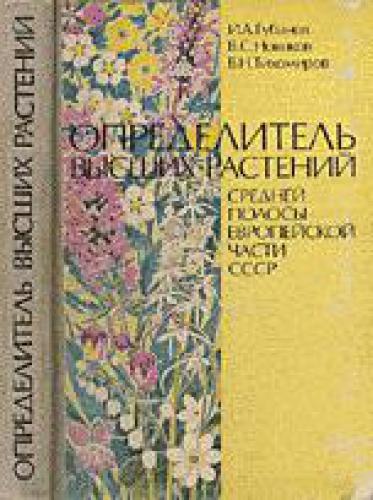 И.А. Губанов
В.С. Новиков
В.Н. Тихомиров
ОПРЕДЕЛИТЕЛЬ
ВЫСШИХ РАСТЕНИЙ
СРЕДНЕЙ
ПОЛОСЫ
ЕВРОПЕЙСКОЙ
ЧАСТИ
СССР
ОПРЕДЕЛИТЕЛЬ ВЫСШИХ РАСТЕНИЙ